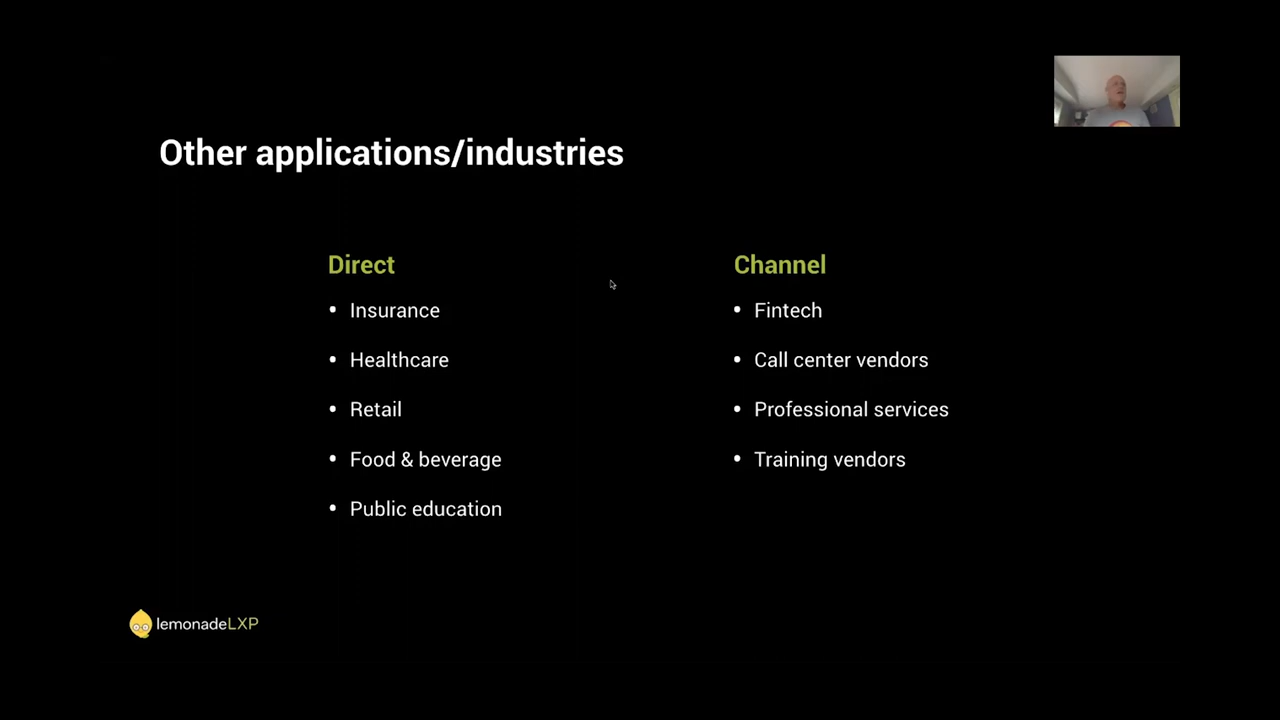 Other applications/industries
Direct
• Insurance
• Healthcare
• Retail
• Food & beverage
• Public education
Channel
• Fintech
• Call center vendors
• Professional services
• Training vendors
lemonadeLXP